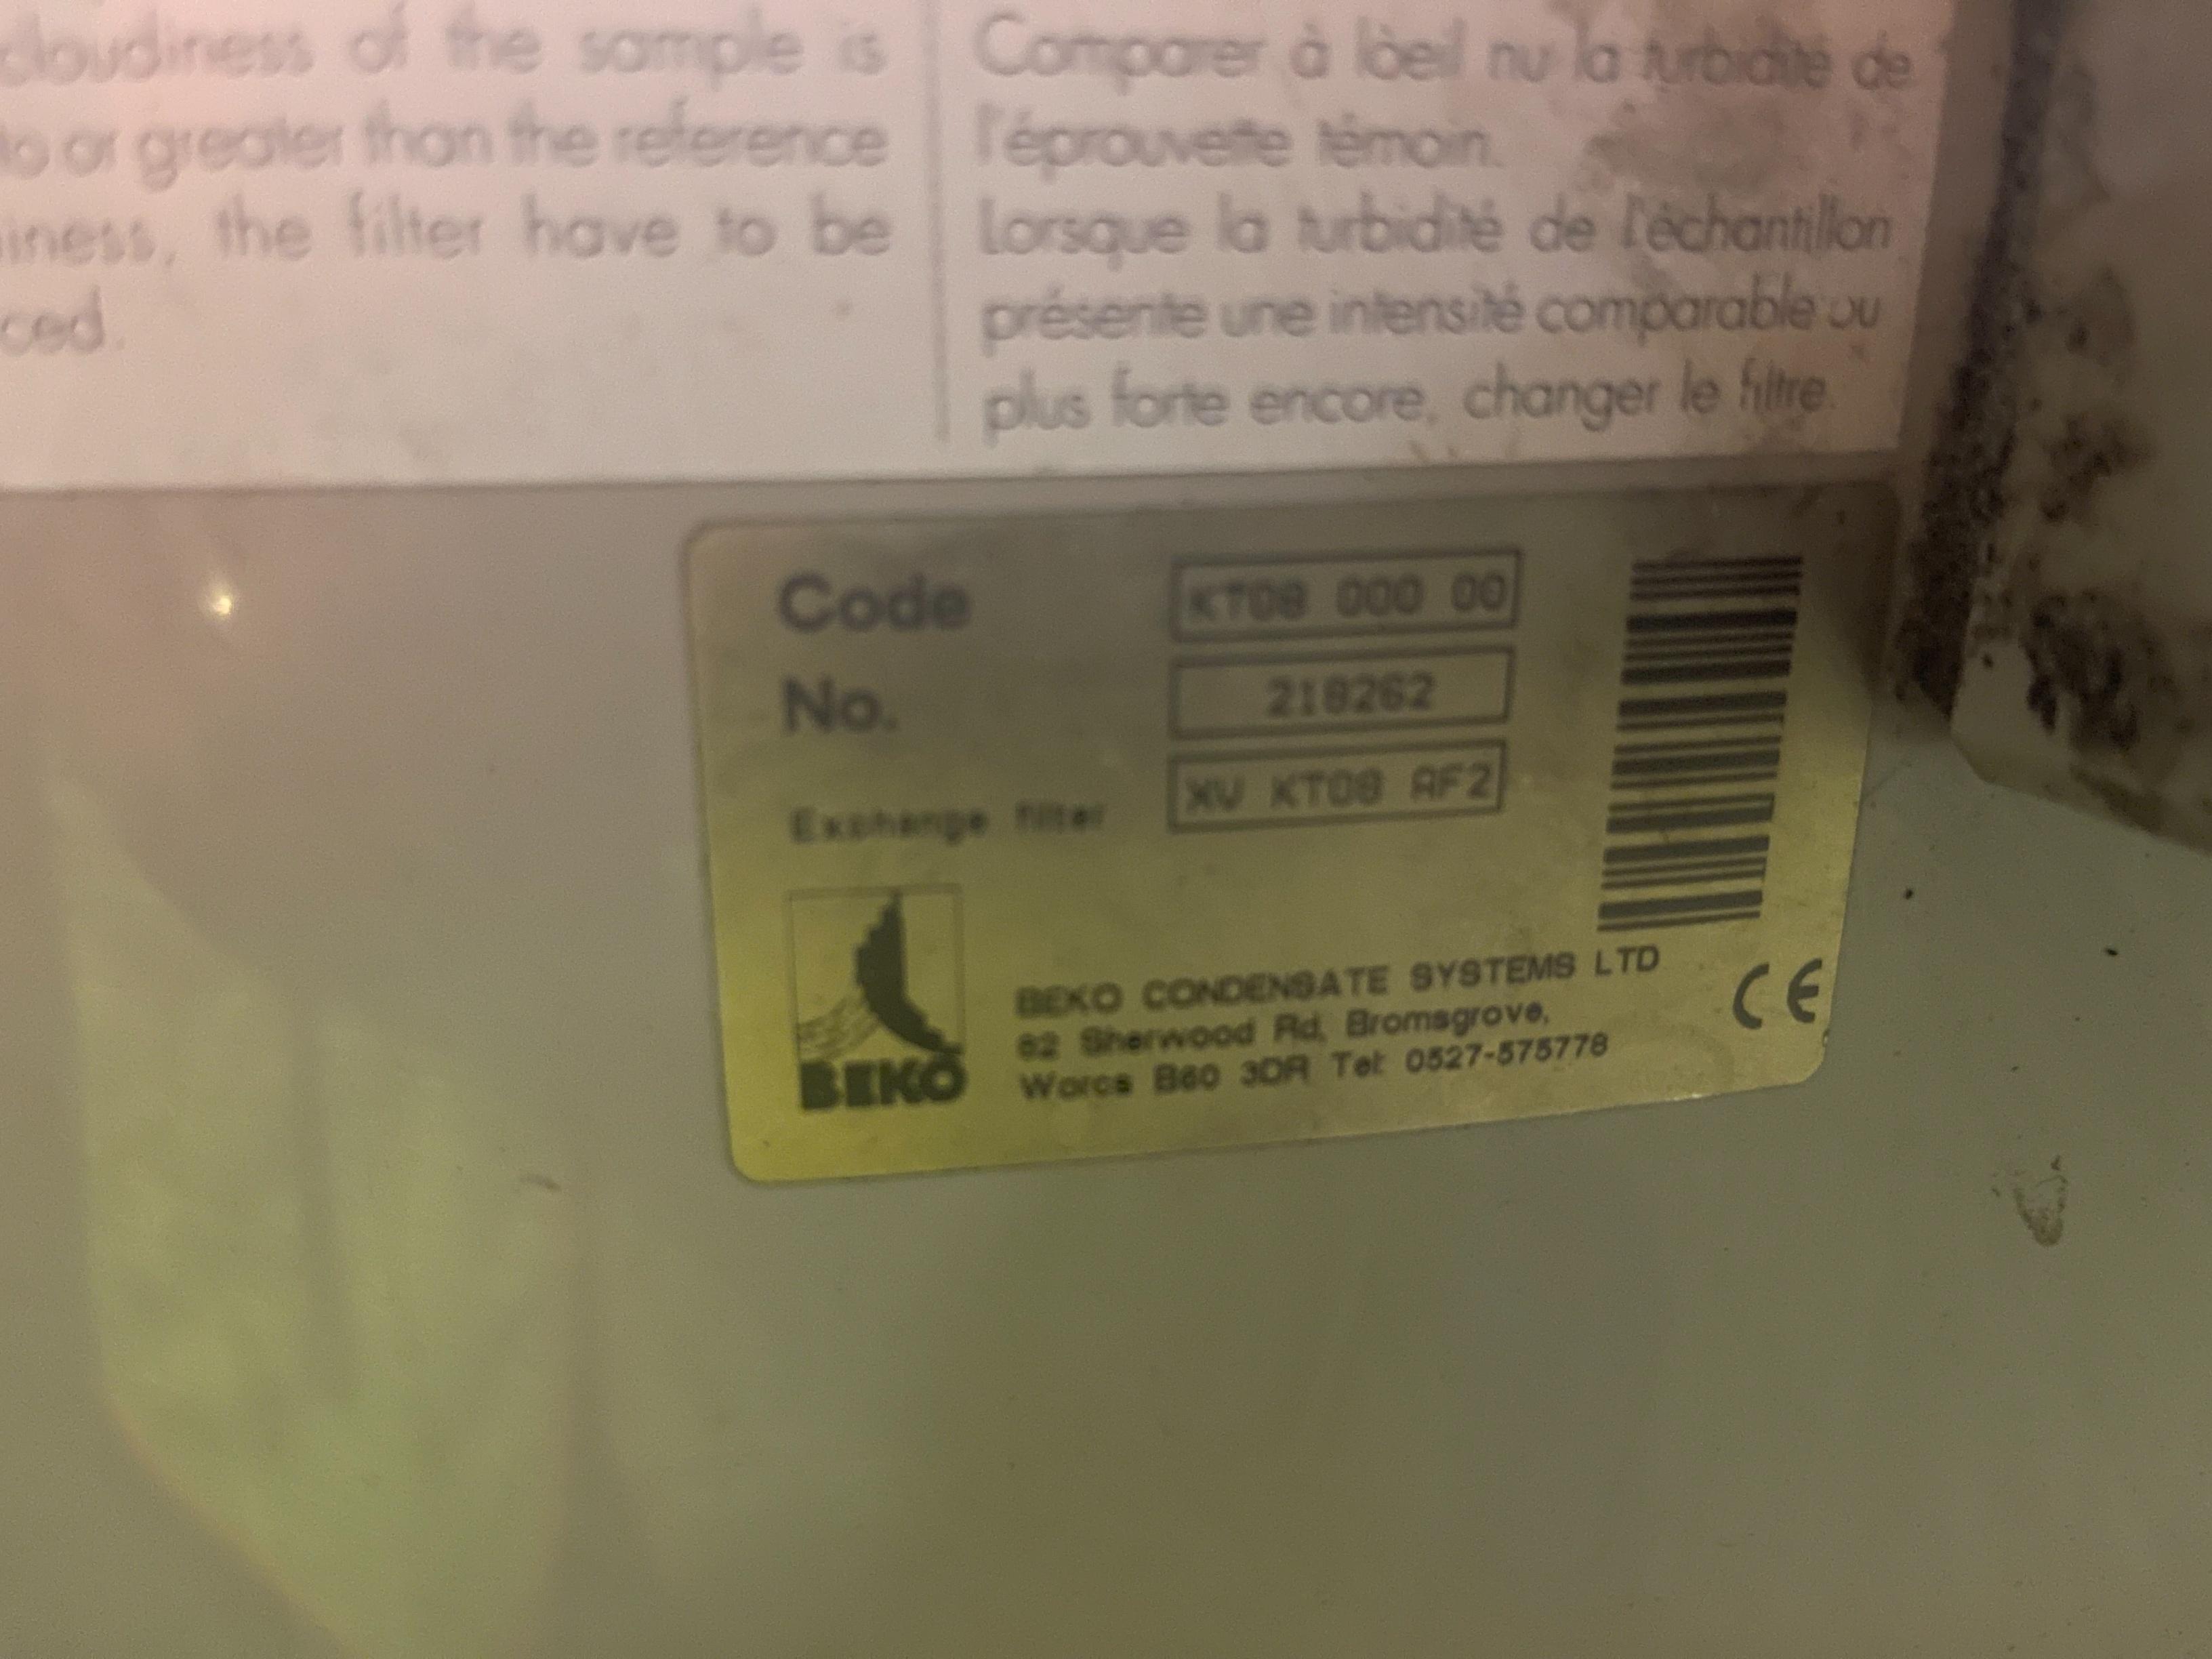 cloudiness of the sample is
to or greater than the reference
iness, the filter have to be
ced.
Comparer à lòeil nu la turbidité de
l'éprouvette témoin.
Lorsque la turbidité de l'échantillon
présente une intensité comparable ou
plus forte encore, changer le filtre.
Code KT08 000 00
No. 218262
Exchange filter XV KT08 AF2
BEKO
BEKO CONDENSATE SYSTEMS LTD
82 Sherwood Rd, Bromsgrove,
Worcs B60 3DR Tel: 0527-575778
CE